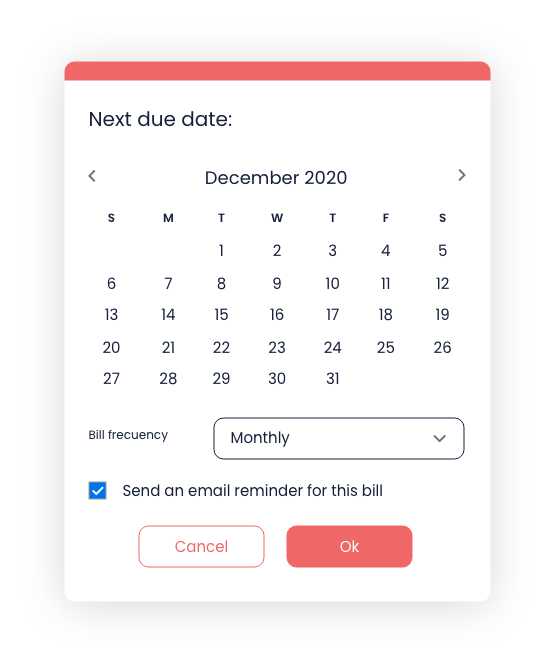 Next due date:
December 2020
S M T W T F S
1 2 3 4 5
6 7 8 9 10 11 12
13 14 15 16 17 18 19
20 21 22 23 24 25 26
27 28 29 30 31
Bill frecuency Monthly
Send an email reminder for this bill
Cancel Ok